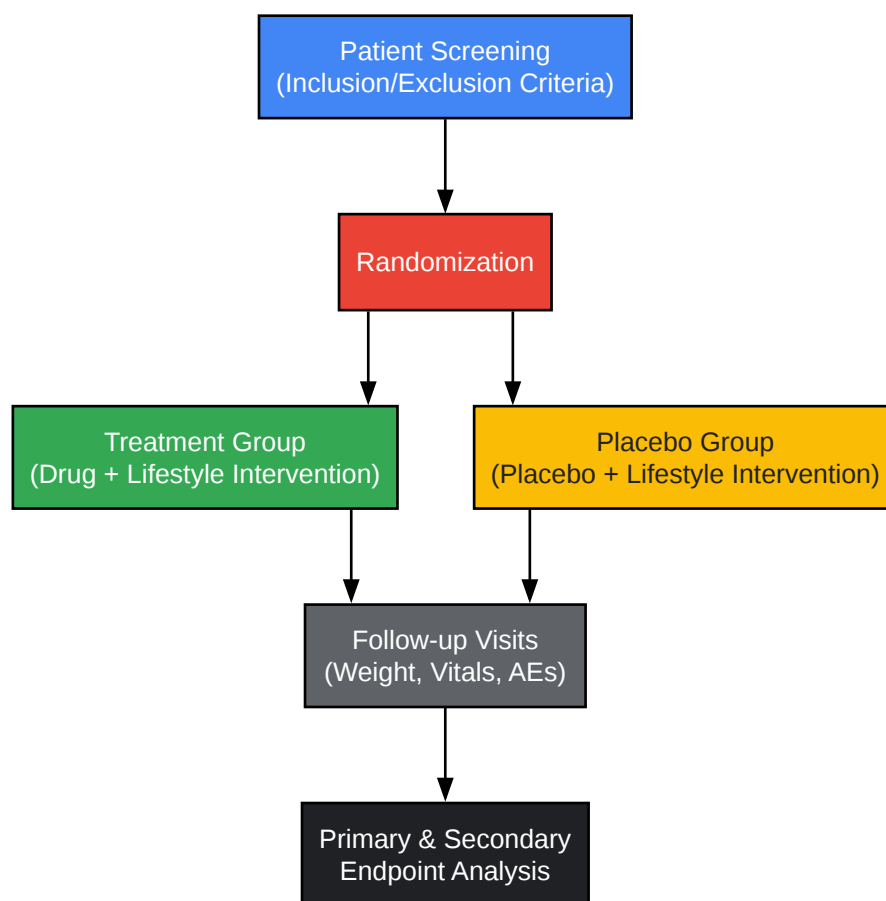 Patient Screening
(Inclusion/Exclusion Criteria)
Randomization
Treatment Group
(Drug + Lifestyle Intervention)
Placebo Group
(Placebo + Lifestyle Intervention)
Follow-up Visits
(Weight, Vitals, AEs)
Primary & Secondary
Endpoint Analysis